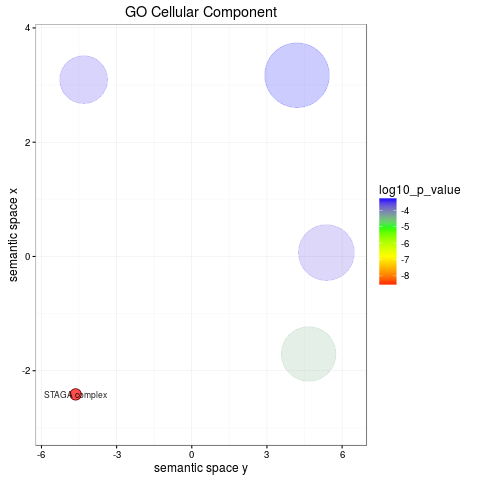 GO Cellular Component
4
2
0
-2
semantic space x
STAGA complex
-6
-3
0
3
6
semantic space y
log10_p_value
-4
-5
-6
-7
-8